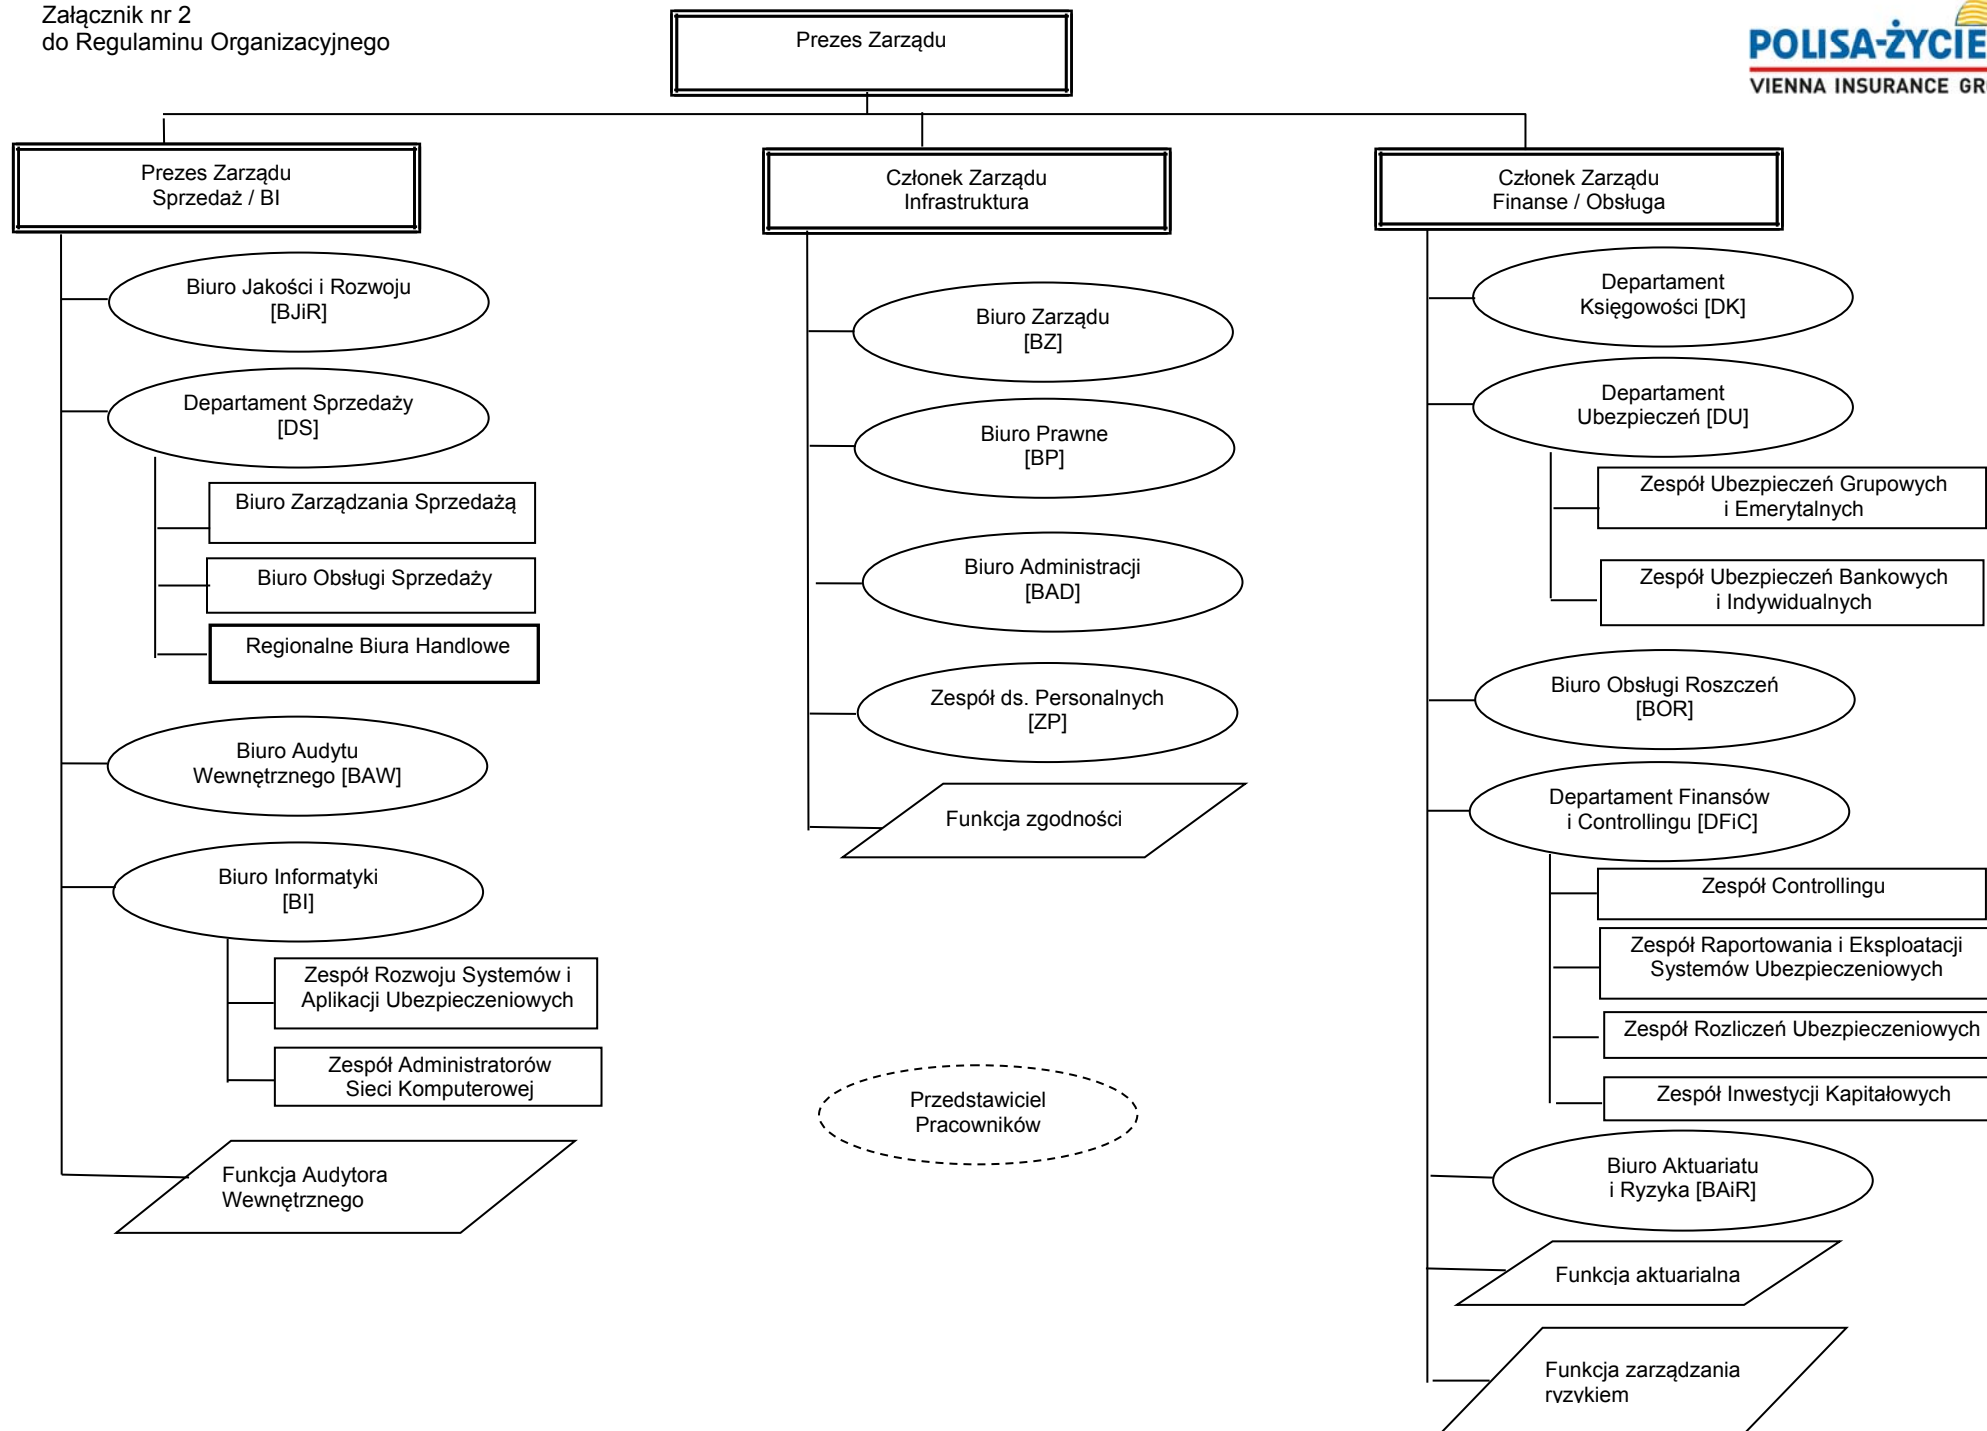 Załącznik nr 2
do Regulaminu Organizacyjnego
POLISA-ŻYCIE
VIENNA INSURANCE
Prezes Zarządu
Prezes Zarządu
Sprzedaż / BI
Biuro Jakości i Rozwoju
[BJiR]
Departament Sprzedaży
[DS]
Biuro Zarządzania Sprzedażą
Biuro Obsługi Sprzedaży
Regionalne Biura Handlowe
Biuro Audytu
Wewnętrznego [BAW]
Biuro Informatyki
[BI]
Zespół Rozwoju Systemów i
Aplikacji Ubezpieczeniowych
Zespół Administratorów
Sieci Komputerowej
Funkcja Audytora
Wewnętrznego
Członek Zarządu
Infrastruktura
Biuro Zarządu
[BZ]
Biuro Prawne
[BP]
Biuro Administracji
[BAD]
Zespół ds. Personalnych
[ZP]
Funkcja zgodności
Przedstawiciel
Pracowników
Członek Zarządu
Finanse / Obsługa
Departament
Księgowości [DK]
Departament
Ubezpieczeń [DU]
Zespół Ubezpieczeń Grupowych
i Emerytalnych
Zespół Ubezpieczeń Bankowych
i Indywidualnych
Biuro Obsługi Roszczeń
[BOR]
Departament Finansów
i Controllingu [DFiC]
Zespół Controllingu
Zespół Raportowania i Eksploatacji
Systemów Ubezpieczeniowych
Zespół Rozliczeń Ubezpieczeniowych
Zespół Inwestycji Kapitałowych
Biuro Aktuariatu
i Ryzyka [BAiR]
Funkcja aktuarialna
Funkcja zarządzania
ryzykiem